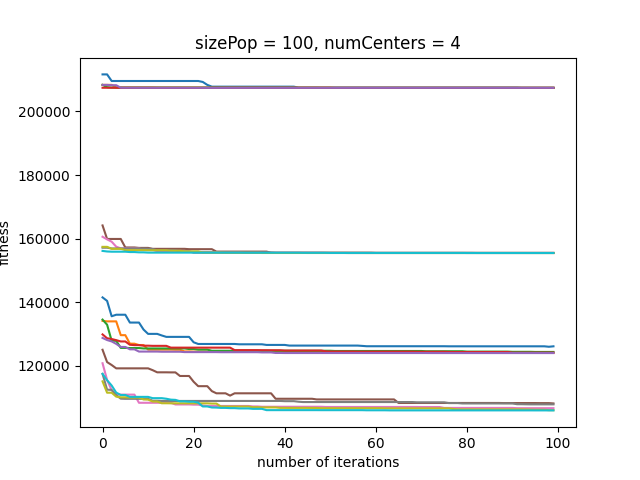 sizePop = 100, numCenters = 4
200000
180000
160000
140000
120000
fitness
0 20 40 60 80 100
number of iterations